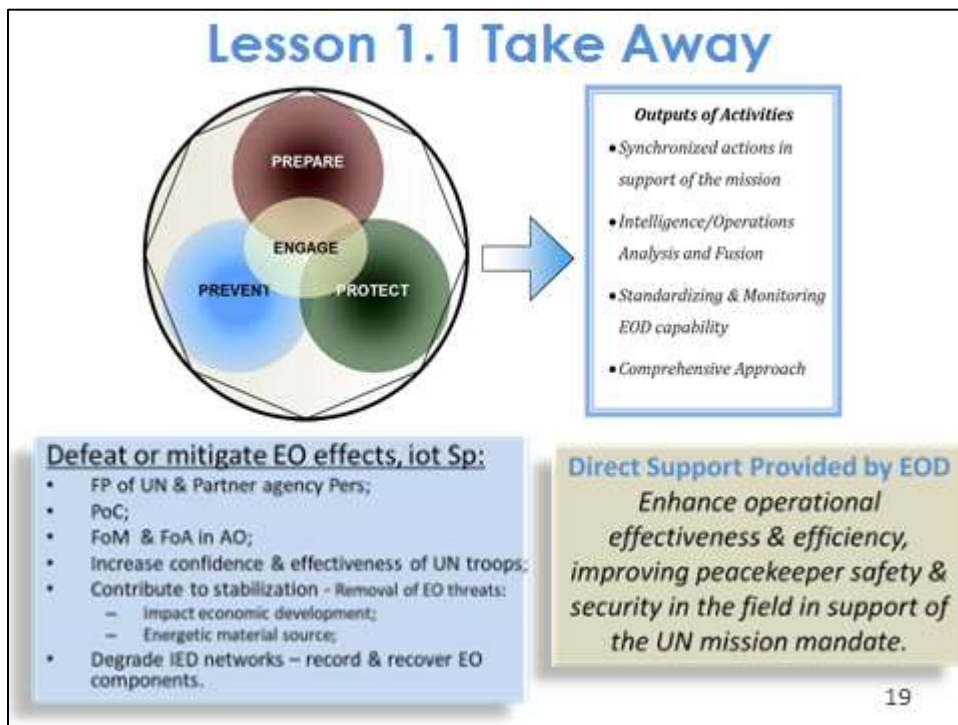 Lesson 1.1 Take Away
PREPARE
ENGAGE
PREVENT
PROTECT
Outputs of Activities
• Synchronized actions in
support of the mission
• Intelligence/Operations
Analysis and Fusion
• Standardizing & Monitoring
EOD capability
• Comprehensive Approach
Defeat or mitigate EO effects, iot Sp:
• FP of UN & Partner agency Pers;
• PoC;
• FoM & FoA in AO;
• Increase confidence & effectiveness of UN troops;
• Contribute to stabilization - Removal of EO threats:
– Impact economic development;
– Energetic material source;
• Degrade IED networks – record & recover EO
components.
Direct Support Provided by EOD
Enhance operational
effectiveness & efficiency,
improving peacekeeper safety &
security in the field in support of
the UN mission mandate.
19